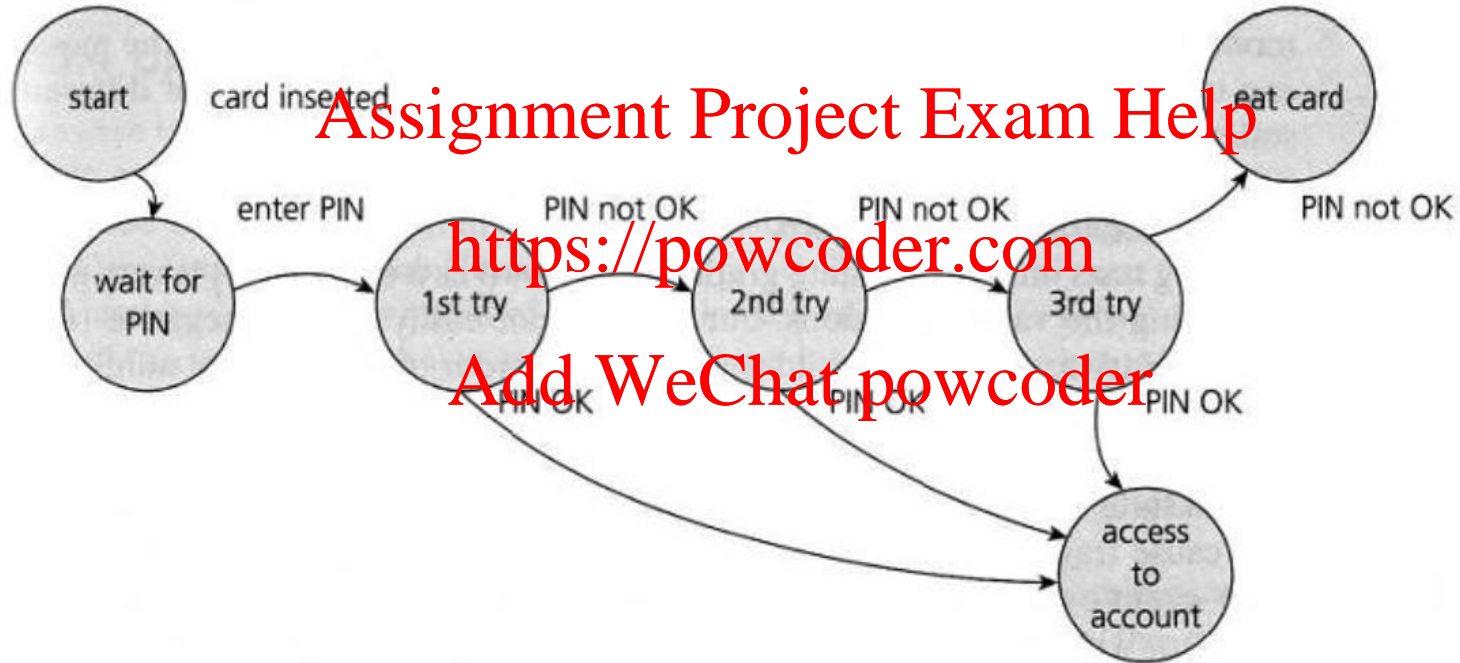 start
card inserted
Assignment Project Exam Help
eat card
enter PIN
PIN not OK
PIN not OK
PIN not OK
https://powcoder.com
wait for
PIN
1st try
2nd try
3rd try
Add WeChat powcoder
PIN OK
PIN OK
PIN OK
access
to
account